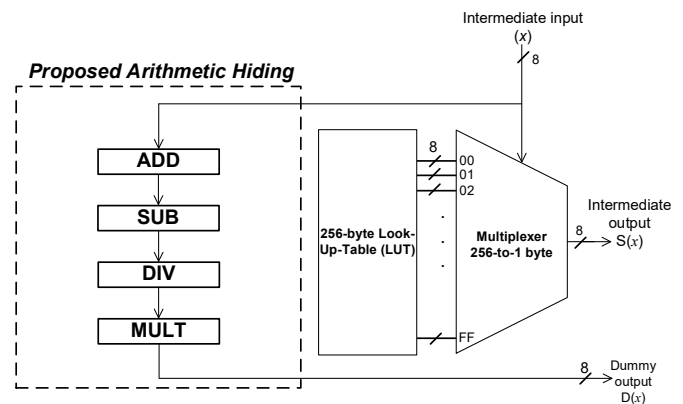 Intermediate input
(x)
8
Proposed Arithmetic Hiding
ADD
SUB
DIV
MULT
256-byte Look-
Up-Table (LUT)
8
00
01
02
.
.
.
FF
Multiplexer
256-to-1 byte
8
Intermediate
output
S(x)
8
Dummy
output
D(x)